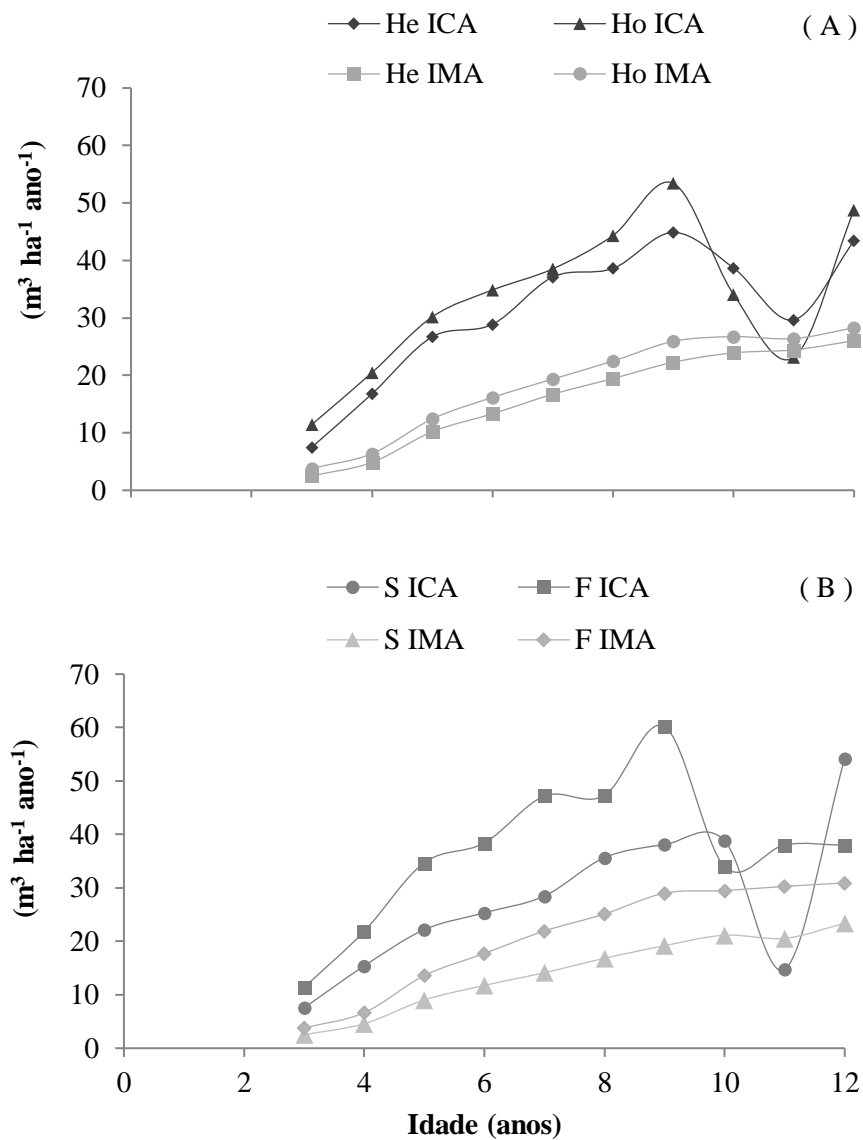 He ICA Ho ICA ( A )
He IMA Ho IMA
70
60
50
40
30
20
10
0
(m³ ha⁻¹ ano⁻¹)
S ICA F ICA ( B )
S IMA F IMA
70
60
50
40
30
20
10
0
(m³ ha⁻¹ ano⁻¹)
0 2 4 6 8 10 12
Idade (anos)